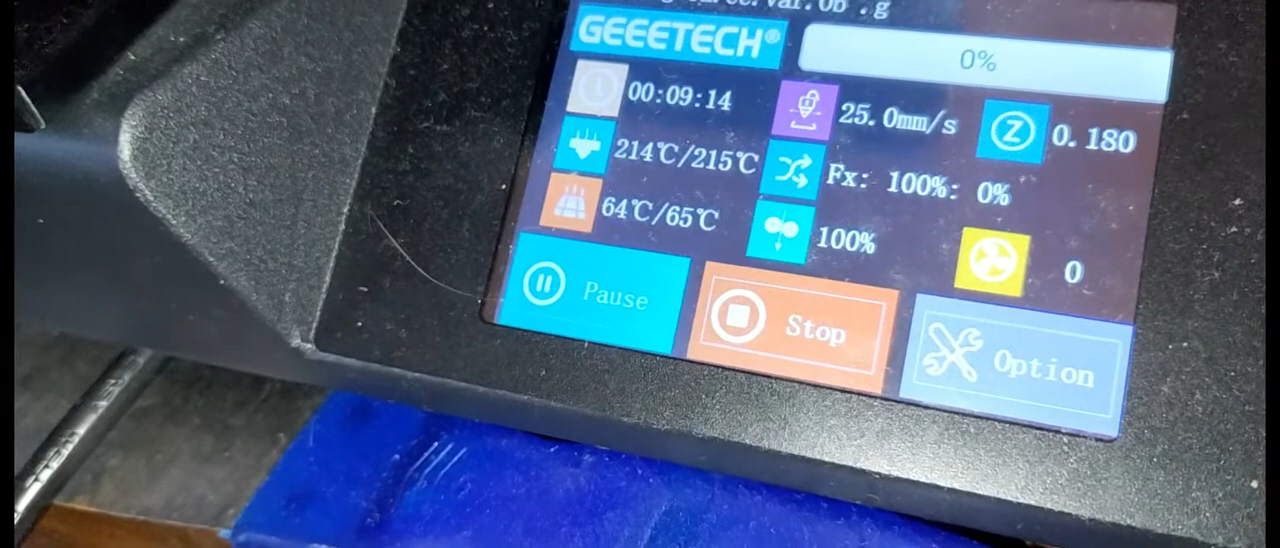 GEEETECH®
0%
00:09:14
25.0mm/s
Z
0.180
214℃/215℃
Fx: 100%: 0%
64℃/65℃
100%
0
Pause
Stop
Option